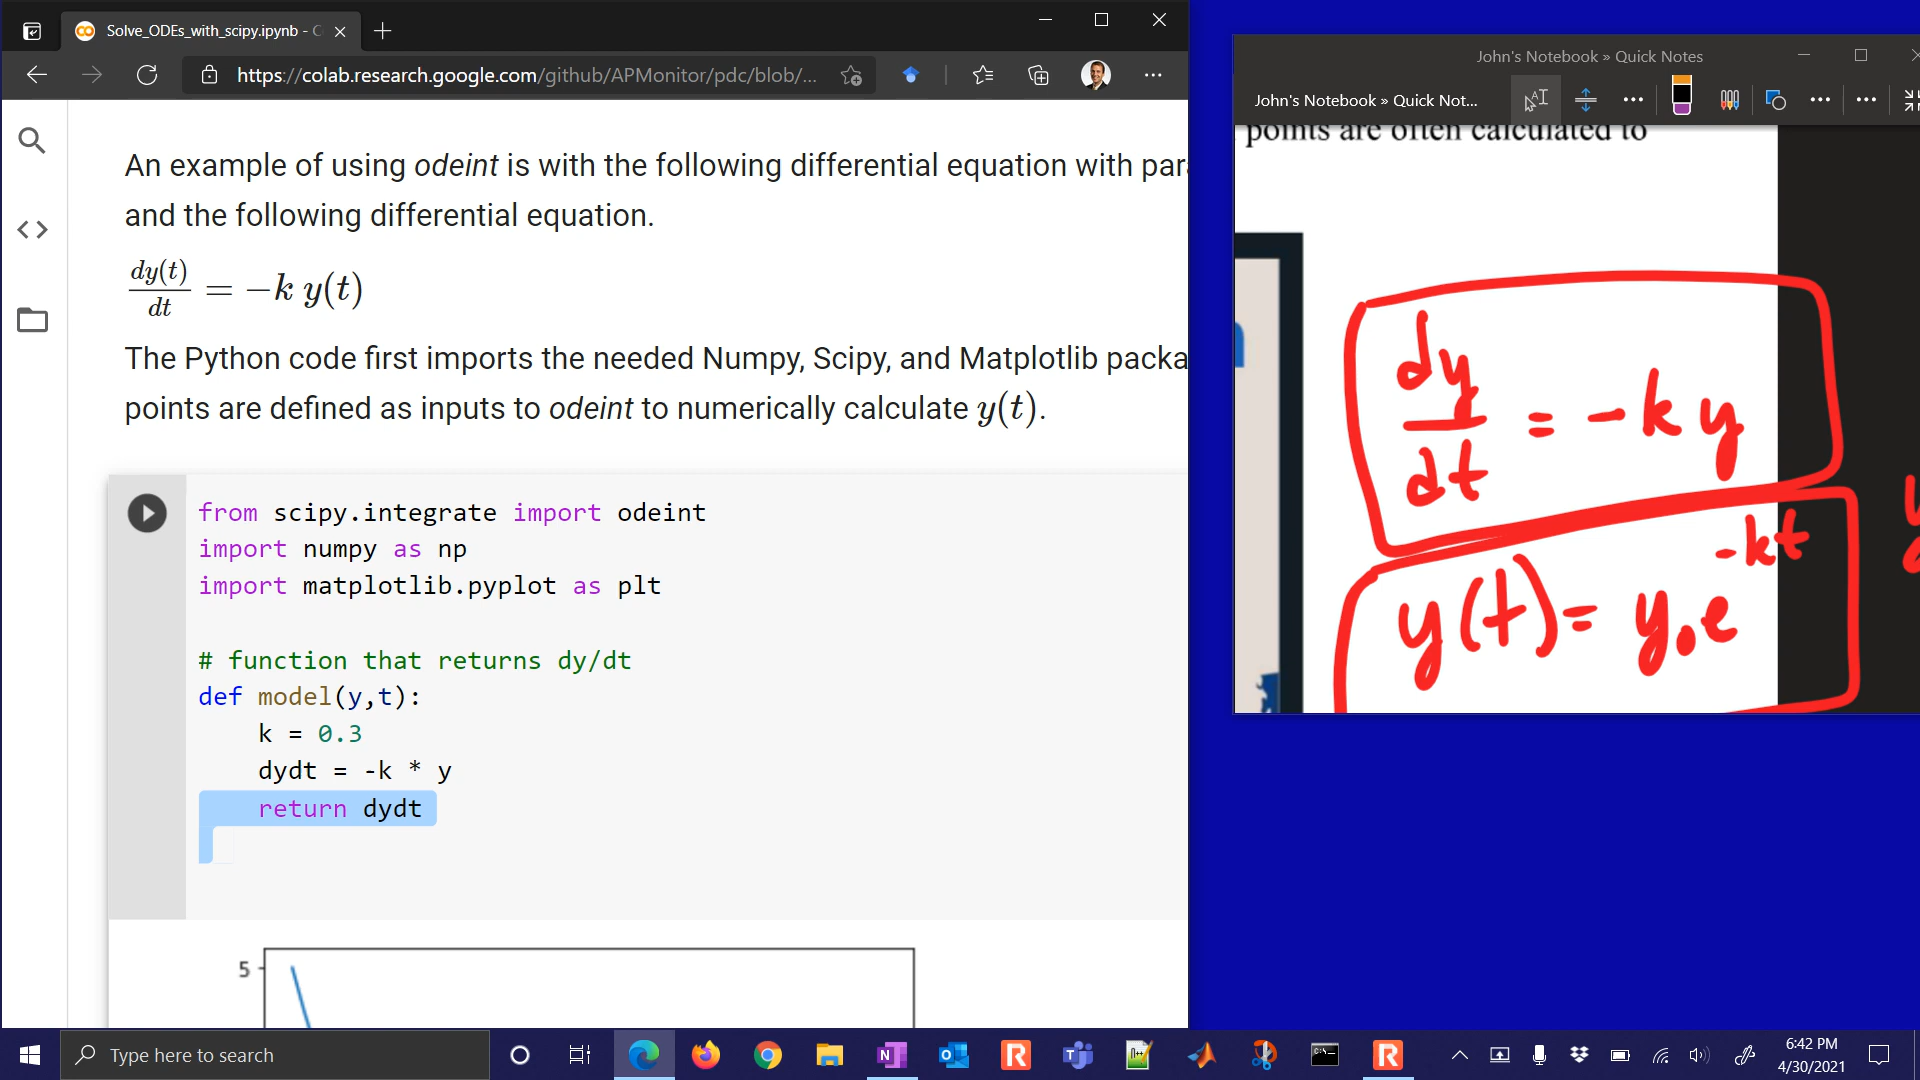 Solve_ODEs_with_scipy.ipynb - C
https://colab.research.google.com/github/APMonitor/pdc/blob/...
An example of using odeint is with the following differential equation with par
and the following differential equation.
dy(t)/dt = −k y(t)
The Python code first imports the needed Numpy, Scipy, and Matplotlib packa
points are defined as inputs to odeint to numerically calculate y(t).
from scipy.integrate import odeint
import numpy as np
import matplotlib.pyplot as plt
# function that returns dy/dt
def model(y,t):
    k = 0.3
    dydt = -k * y
    return dydt
5
John's Notebook » Quick Notes
John's Notebook » Quick Not...
points are often calculated to
dy/dt = -ky
y(t) = y₀e^-kt
Type here to search
6:42 PM
4/30/2021